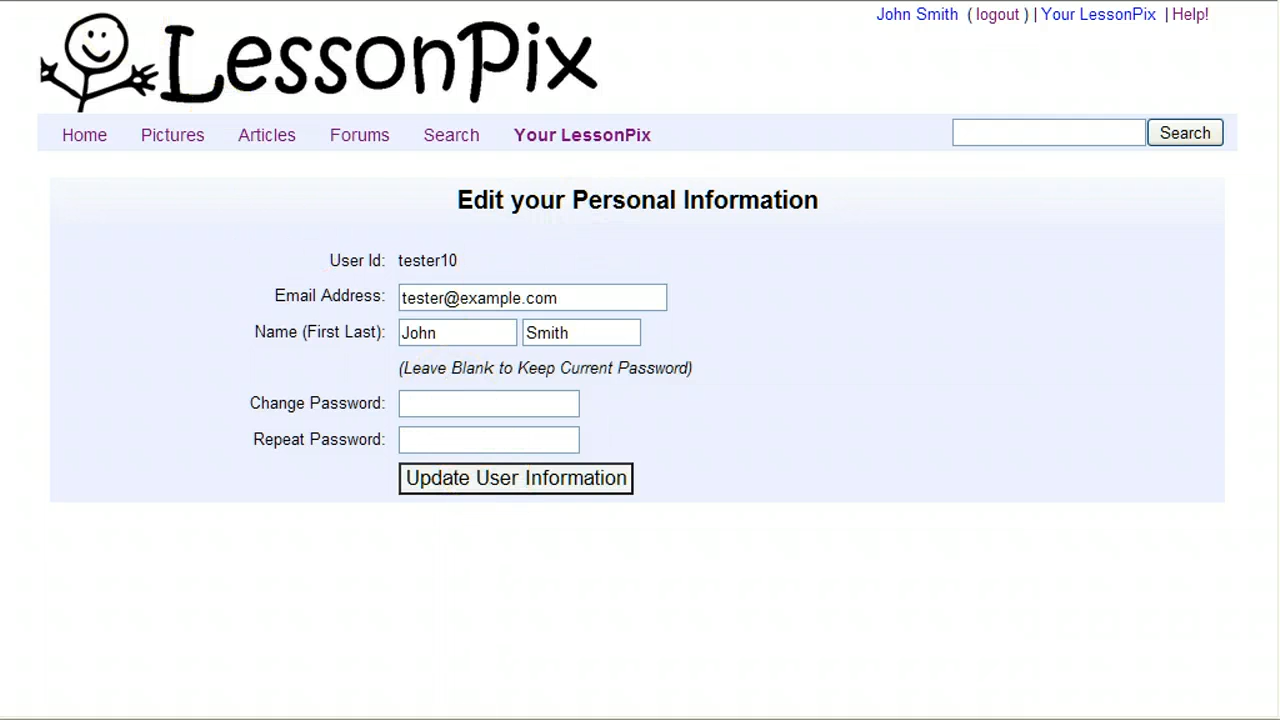 John Smith ( logout ) | Your LessonPix | Help!
LessonPix
Home Pictures Articles Forums Search Your LessonPix Search
Edit your Personal Information
User Id: tester10
Email Address: tester@example.com
Name (First Last): John Smith
(Leave Blank to Keep Current Password)
Change Password:
Repeat Password:
Update User Information